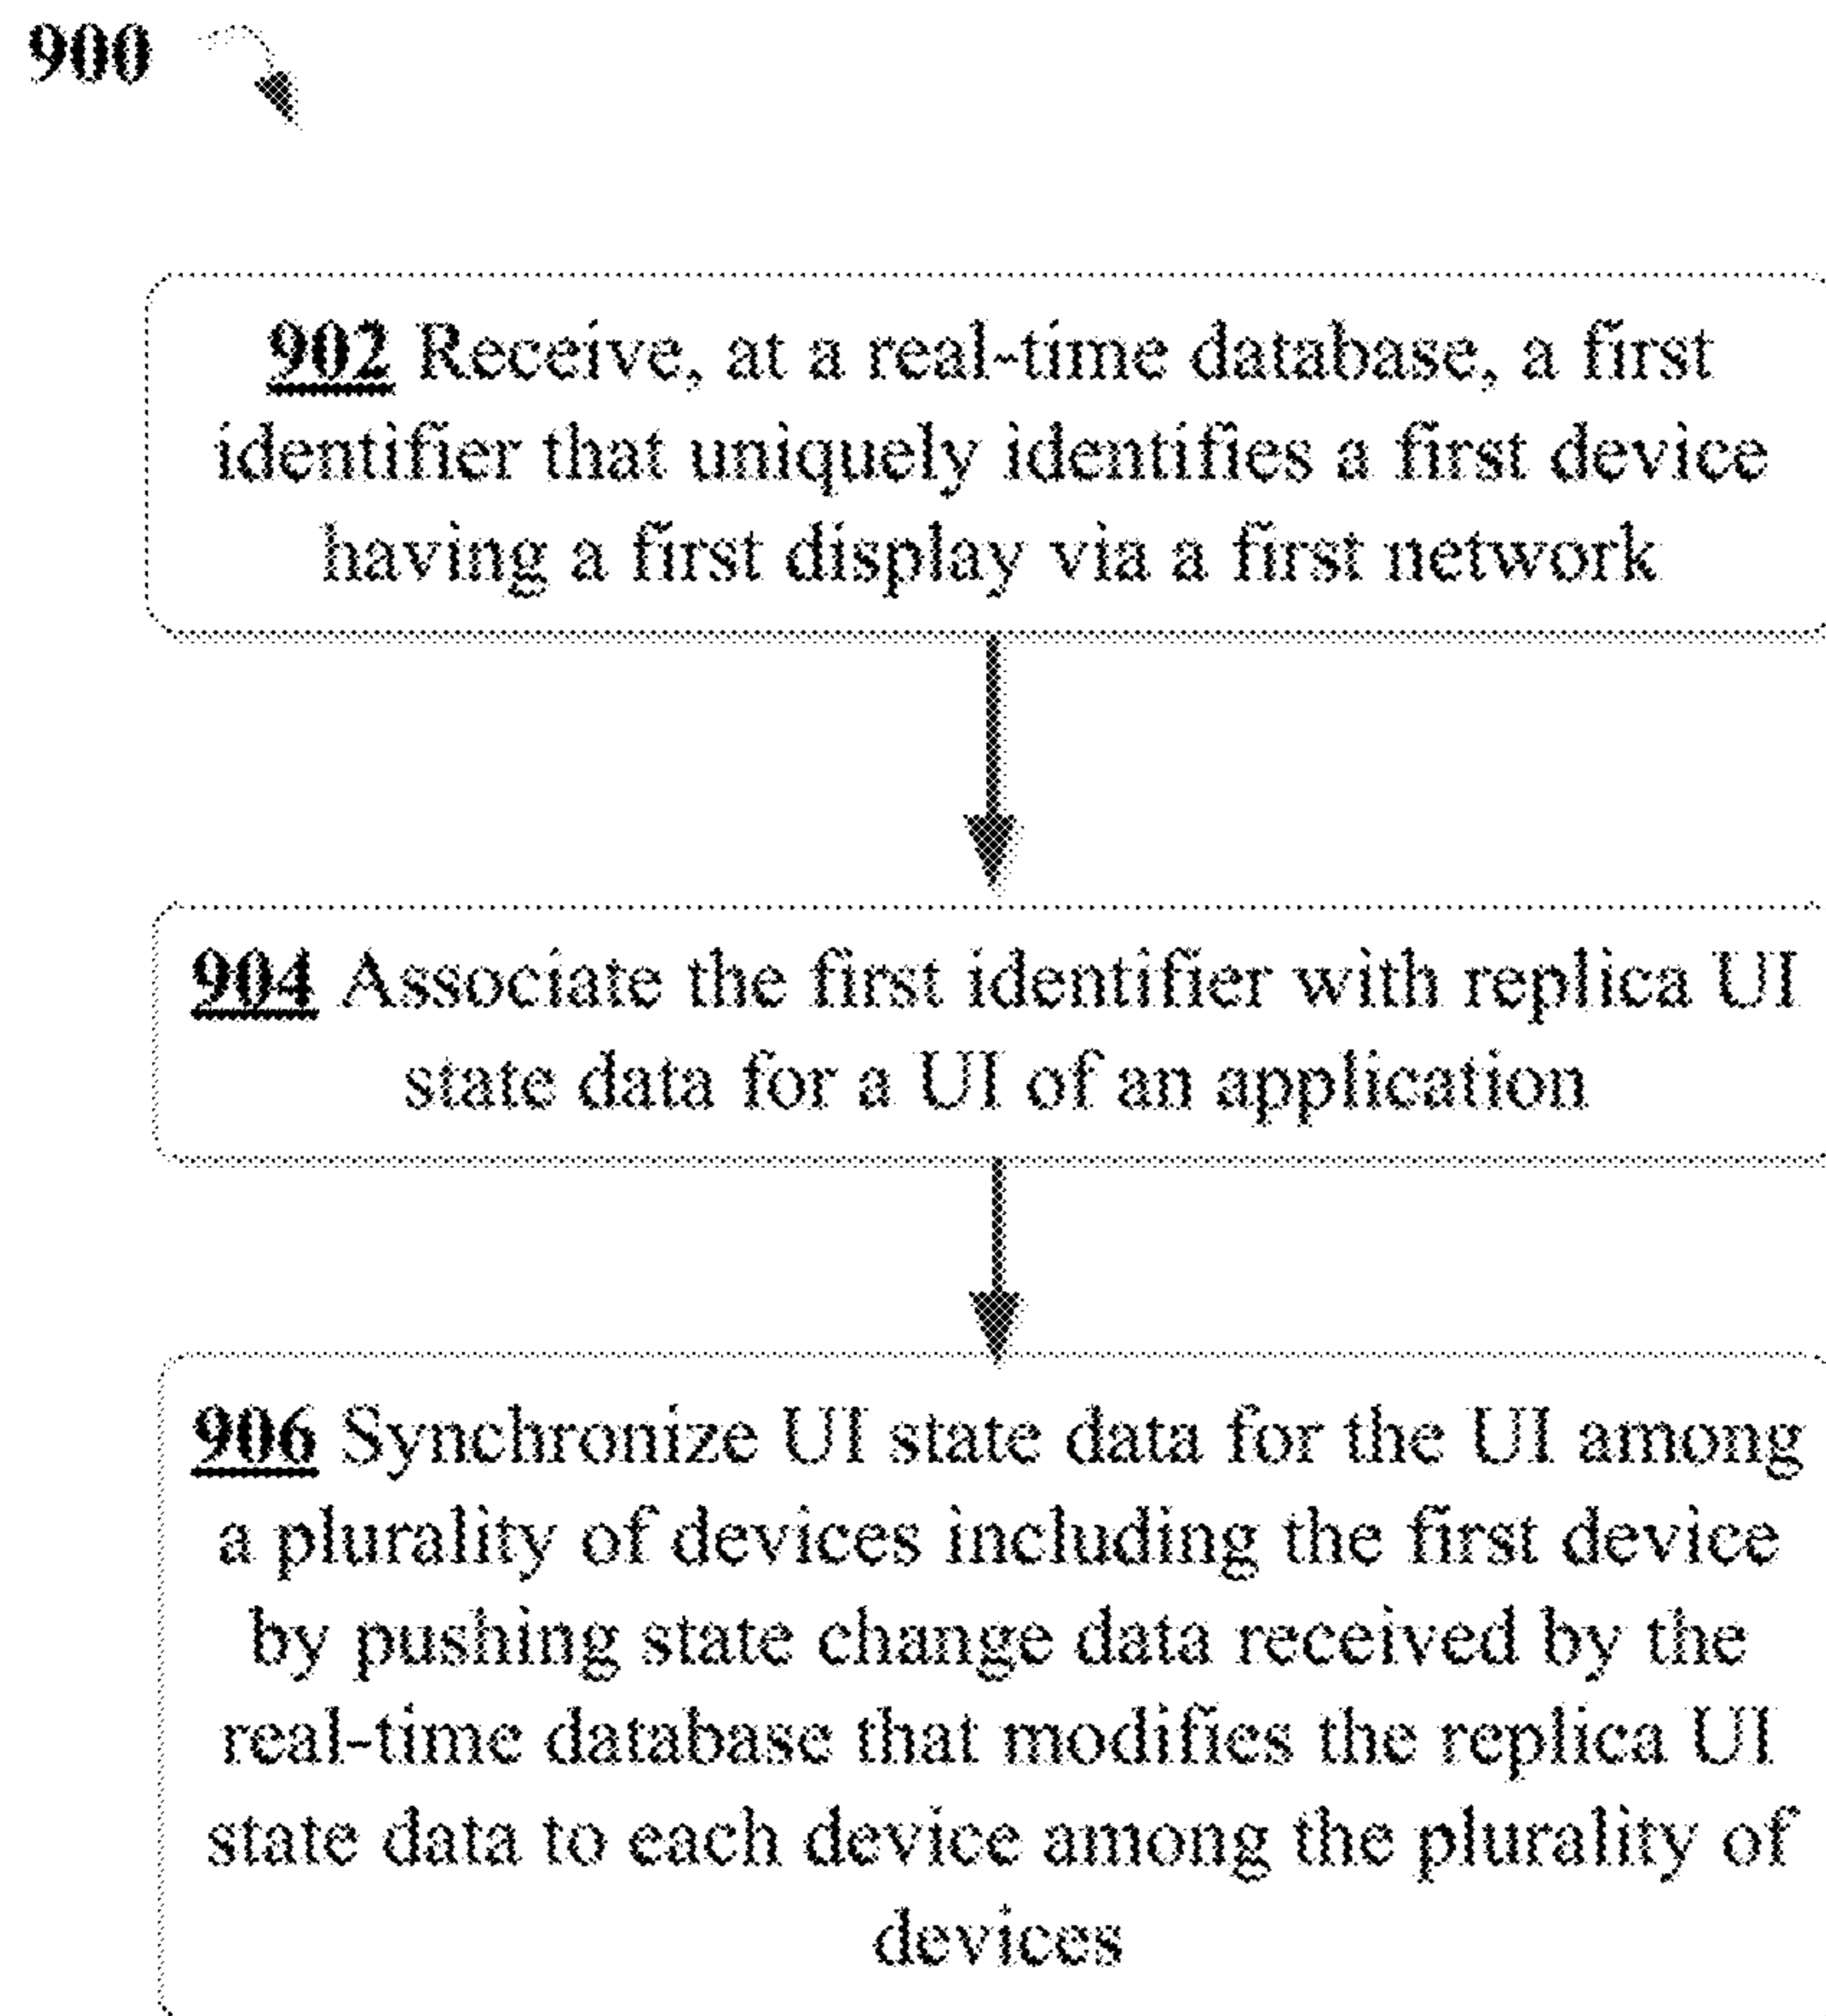 900
902 Receive, at a real-time database, a first
identifier that uniquely identifies a first device
having a first display via a first network
904 Associate the first identifier with replica UI
state data for a UI of an application
906 Synchronize UI state data for the UI among
a plurality of devices including the first device
by pushing state change data received by the
real-time database that modifies the replica UI
state data to each device among the plurality of
devices